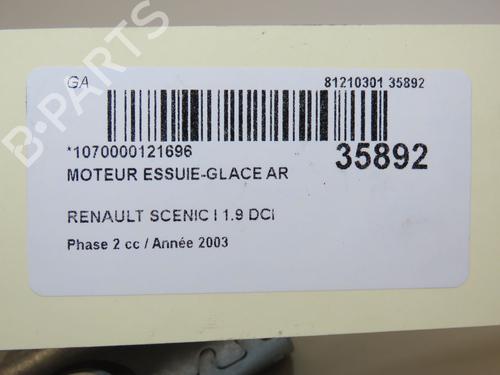 GA
81210301 35892
*1070000121696
35892
MOTEUR ESSUIE-GLACE AR
RENAULT SCENIC I 1.9 DCI
Phase 2 cc / Année 2003
B-PARTS